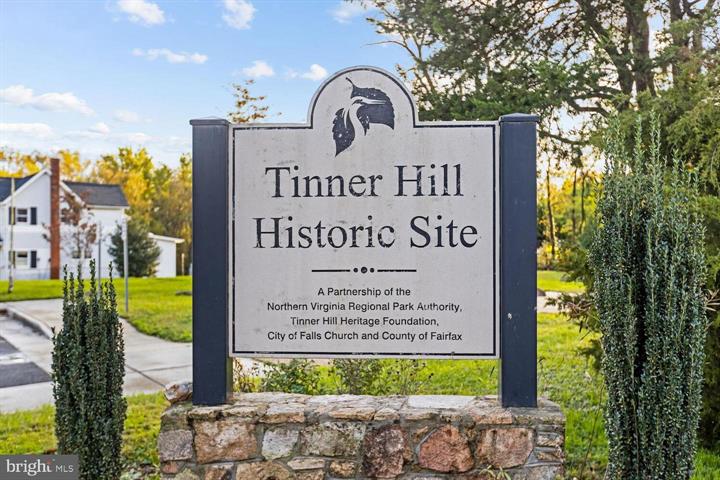 Tinner Hill
Historic Site
A Partnership of the
Northern Virginia Regional Park Authority,
Tinner Hill Heritage Foundation,
City of Falls Church and County of Fairfax
bright MLS